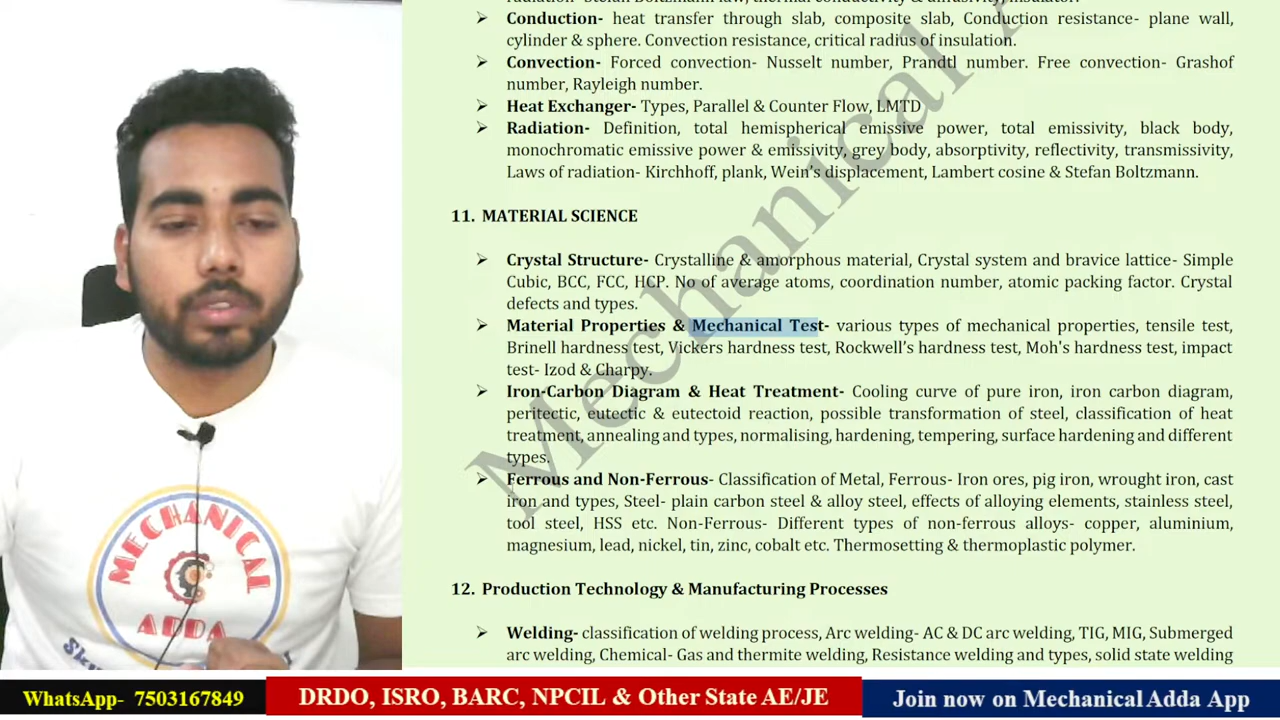 radiation- Stefan Boltzmann law, thermal conductivity & diffusivity, insulator.
➢ Conduction- heat transfer through slab, composite slab, Conduction resistance- plane wall,
cylinder & sphere. Convection resistance, critical radius of insulation.
➢ Convection- Forced convection- Nusselt number, Prandtl number. Free convection- Grashof
number, Rayleigh number.
➢ Heat Exchanger- Types, Parallel & Counter Flow, LMTD
➢ Radiation- Definition, total hemispherical emissive power, total emissivity, black body,
monochromatic emissive power & emissivity, grey body, absorptivity, reflectivity, transmissivity,
Laws of radiation- Kirchhoff, plank, Wein's displacement, Lambert cosine & Stefan Boltzmann.
11. MATERIAL SCIENCE
➢ Crystal Structure- Crystalline & amorphous material, Crystal system and bravice lattice- Simple
Cubic, BCC, FCC, HCP. No of average atoms, coordination number, atomic packing factor. Crystal
defects and types.
➢ Material Properties & Mechanical Test- various types of mechanical properties, tensile test,
Brinell hardness test, Vickers hardness test, Rockwell's hardness test, Moh's hardness test, impact
test- Izod & Charpy.
➢ Iron-Carbon Diagram & Heat Treatment- Cooling curve of pure iron, iron carbon diagram,
peritectic, eutectic & eutectoid reaction, possible transformation of steel, classification of heat
treatment, annealing and types, normalising, hardening, tempering, surface hardening and different
types.
➢ Ferrous and Non-Ferrous- Classification of Metal, Ferrous- Iron ores, pig iron, wrought iron, cast
iron and types, Steel- plain carbon steel & alloy steel, effects of alloying elements, stainless steel,
tool steel, HSS etc. Non-Ferrous- Different types of non-ferrous alloys- copper, aluminium,
magnesium, lead, nickel, tin, zinc, cobalt etc. Thermosetting & thermoplastic polymer.
12. Production Technology & Manufacturing Processes
➢ Welding- classification of welding process, Arc welding- AC & DC arc welding, TIG, MIG, Submerged
arc welding, Chemical- Gas and thermite welding, Resistance welding and types, solid state welding
Mechanical A
MECHANICAL
ADDA
WhatsApp- 7503167849
DRDO, ISRO, BARC, NPCIL & Other State AE/JE
Join now on Mechanical Adda App